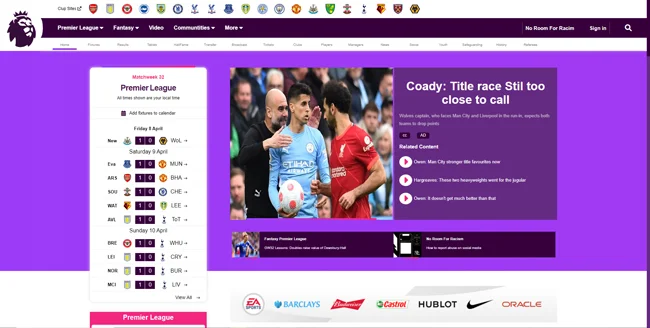 Club Sites
Premier League
Fantasy
Video
Communities
More
No Room For Racim
Sign in
Home
Fixtures
Results
Tables
Transfers
Broadcast
Tickets
Clubs
Players
Managers
News
Youth
Safeguarding
History
Referees
Matchweek 32
Premier League
All times shown are your local time
Add fixtures to calendar
Friday 8 April
New 1 0 WoL
Saturday 9 April
Eve 1 0 MUN
ARS 1 0 BHA
SOU 1 0 CHE
WAT 1 0 LEE
AVL 1 0 ToT
Sunday 10 April
BRE 1 0 WHU
LEI 1 0 CRY
NOR 1 0 BUR
MCI 1 0 LIV
View All
Premier League
ETIHAD
AIRWAYS
Coady: Title race Stil too
close to call
Wolves captain, who faces Man City and Liverpool in the run-in, expects both
teams to drop points
AD
Related Content
Owen: Man City stronger title favourites now
Hargreaves: These two heavyweights went for the jugular
Owen: It doesn't get much better than that
Fantasy Premier League
No Room For Racism
How to report abuse on social media
EA
SPORTS
BARCLAYS
Budweiser
Castrol
HUBLOT
ORACLE